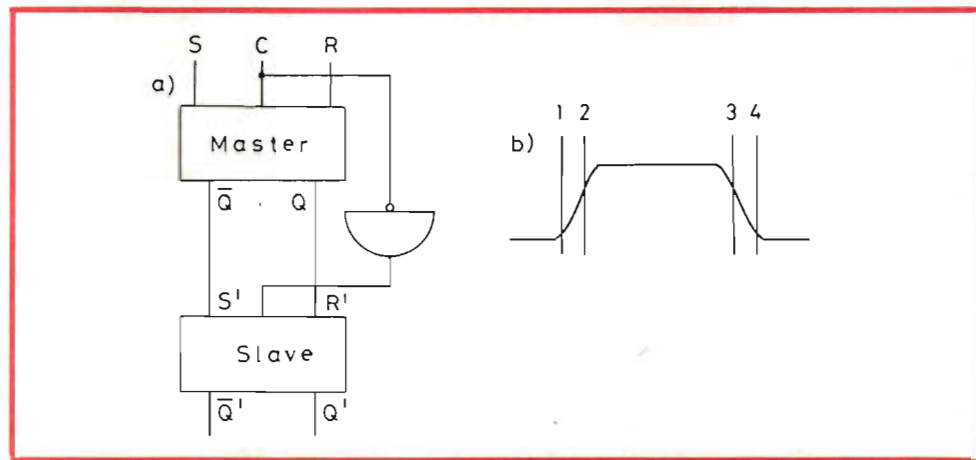 S C R
a)
Master
Q̅ Q
S' R'
Slave
Q̅' Q'
b)
1 2 3 4